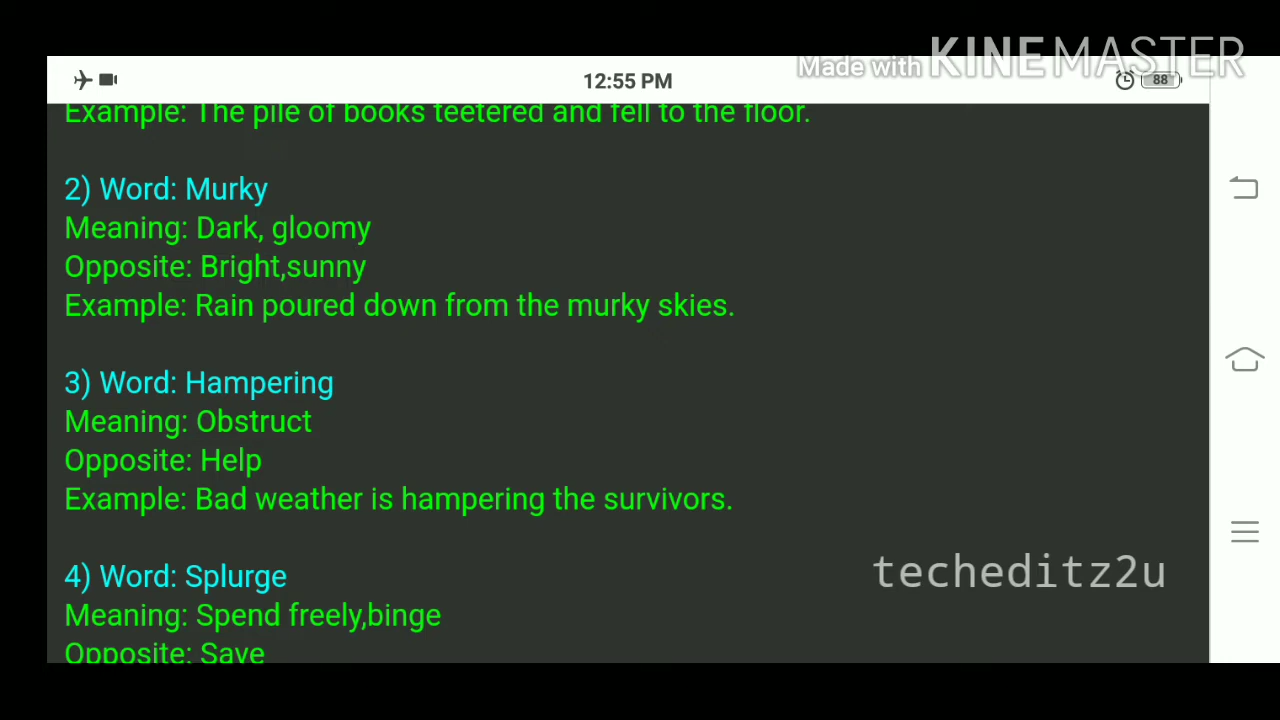 Made with KINEMASTER
12:55 PM
88
Example: The pile of books teetered and fell to the floor.
2) Word: Murky
Meaning: Dark, gloomy
Opposite: Bright,sunny
Example: Rain poured down from the murky skies.
3) Word: Hampering
Meaning: Obstruct
Opposite: Help
Example: Bad weather is hampering the survivors.
4) Word: Splurge
Meaning: Spend freely,binge
Opposite: Save
techeditz2u